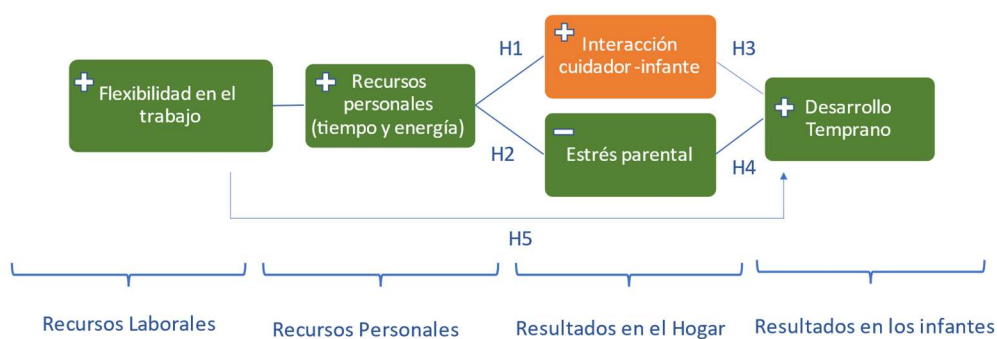 H1
+ Interacción
cuidador-infante
H3
+ Flexibilidad en el
trabajo
+ Recursos
personales
(tiempo y energía)
+ Desarrollo
Temprano
H2
− Estrés parental
H4
H5
Recursos Laborales
Recursos Personales
Resultados en el Hogar
Resultados en los infantes